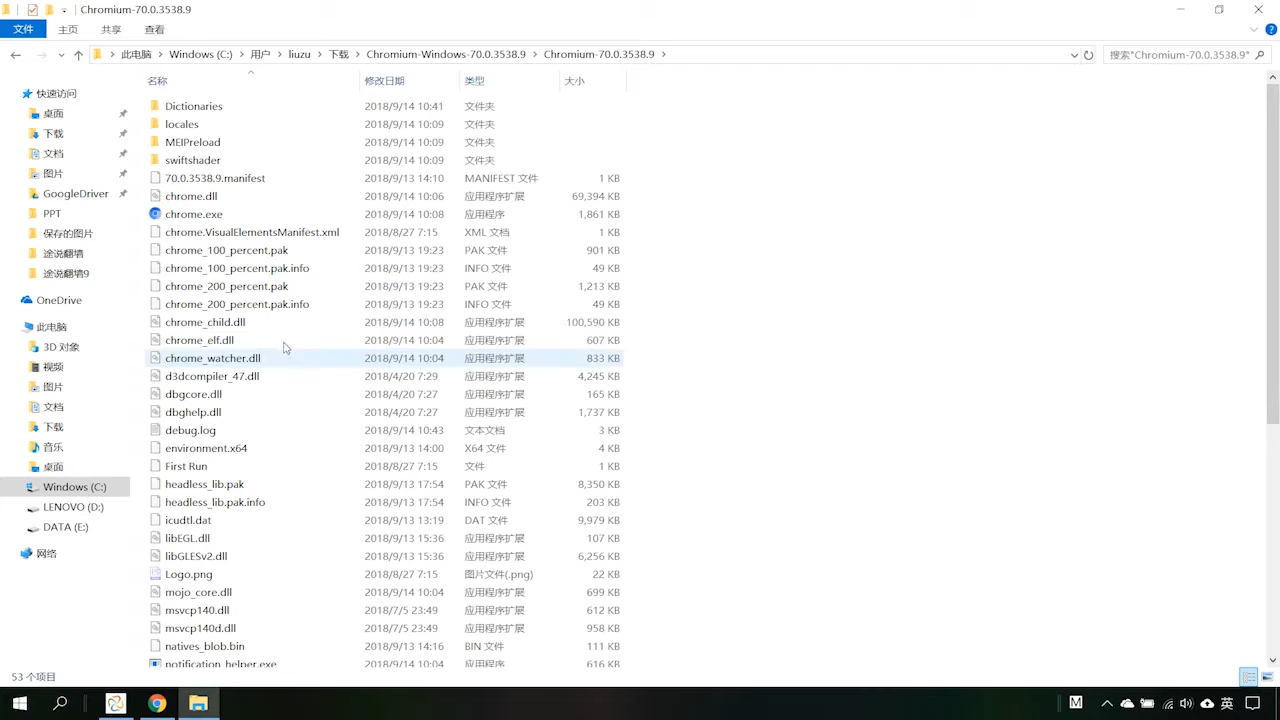 Chromium-70.0.3538.9
文件 主页 共享 查看
此电脑 Windows (C:) 用户 liuzu 下载 Chromium-Windows-70.0.3538.9 Chromium-70.0.3538.9
搜索"Chromium-70.0.3538.9"
快速访问
桌面
下载
文档
图片
GoogleDriver
PPT
保存的图片
途说翻墙
途说翻墙9
OneDrive
此电脑
3D 对象
视频
图片
文档
下载
音乐
桌面
Windows (C:)
LENOVO (D:)
DATA (E:)
网络
名称 修改日期 类型 大小
Dictionaries 2018/9/14 10:41 文件夹
locales 2018/9/14 10:09 文件夹
MEIPreload 2018/9/14 10:09 文件夹
swiftshader 2018/9/14 10:09 文件夹
70.0.3538.9.manifest 2018/9/13 14:10 MANIFEST 文件 1 KB
chrome.dll 2018/9/14 10:06 应用程序扩展 69,394 KB
chrome.exe 2018/9/14 10:08 应用程序 1,861 KB
chrome.VisualElementsManifest.xml 2018/8/27 7:15 XML 文档 1 KB
chrome_100_percent.pak 2018/9/13 19:23 PAK 文件 901 KB
chrome_100_percent.pak.info 2018/9/13 19:23 INFO 文件 49 KB
chrome_200_percent.pak 2018/9/13 19:23 PAK 文件 1,213 KB
chrome_200_percent.pak.info 2018/9/13 19:23 INFO 文件 49 KB
chrome_child.dll 2018/9/14 10:08 应用程序扩展 100,590 KB
chrome_elf.dll 2018/9/14 10:04 应用程序扩展 607 KB
chrome_watcher.dll 2018/9/14 10:04 应用程序扩展 833 KB
d3dcompiler_47.dll 2018/4/20 7:29 应用程序扩展 4,245 KB
dbgcore.dll 2018/4/20 7:27 应用程序扩展 165 KB
dbghelp.dll 2018/4/20 7:27 应用程序扩展 1,737 KB
debug.log 2018/9/14 10:43 文本文档 3 KB
environment.x64 2018/9/13 14:00 X64 文件 4 KB
First Run 2018/8/27 7:15 文件 1 KB
headless_lib.pak 2018/9/13 17:54 PAK 文件 8,350 KB
headless_lib.pak.info 2018/9/13 17:54 INFO 文件 203 KB
icudtl.dat 2018/9/13 13:19 DAT 文件 9,979 KB
libEGL.dll 2018/9/13 15:36 应用程序扩展 107 KB
libGLESv2.dll 2018/9/13 15:36 应用程序扩展 6,256 KB
Logo.png 2018/8/27 7:15 图片文件(.png) 22 KB
mojo_core.dll 2018/9/14 10:04 应用程序扩展 699 KB
msvcp140.dll 2018/7/5 23:49 应用程序扩展 612 KB
msvcp140d.dll 2018/7/5 23:49 应用程序扩展 958 KB
natives_blob.bin 2018/9/13 14:16 BIN 文件 111 KB
notification_helper.exe 2018/9/14 10:04 应用程序 616 KB
53 个项目
M 英